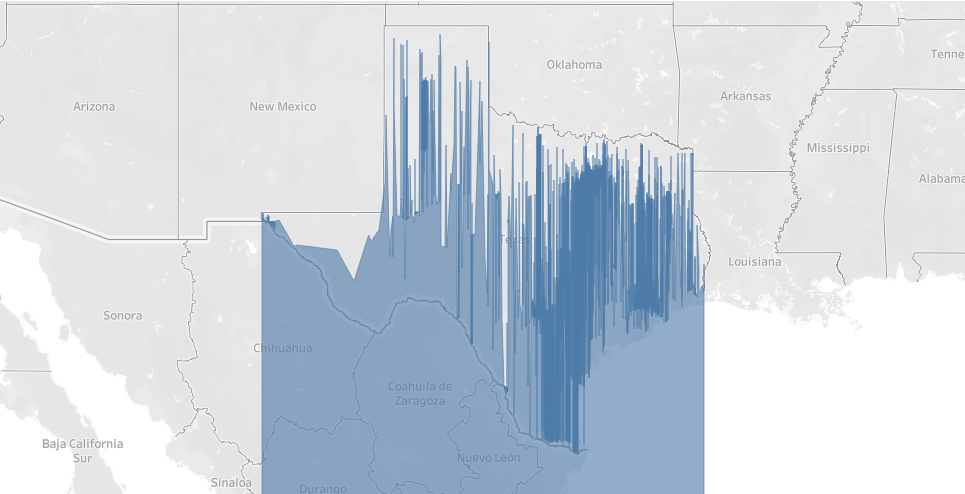 Oklahoma
Tenne
Arizona
New Mexico
Arkansas
Mississippi
Alabama
Texas
Louisiana
Sonora
Chihuahua
Coahuila de
Zaragoza
Baja California
Sur
Nuevo León
Sinaloa
Durango